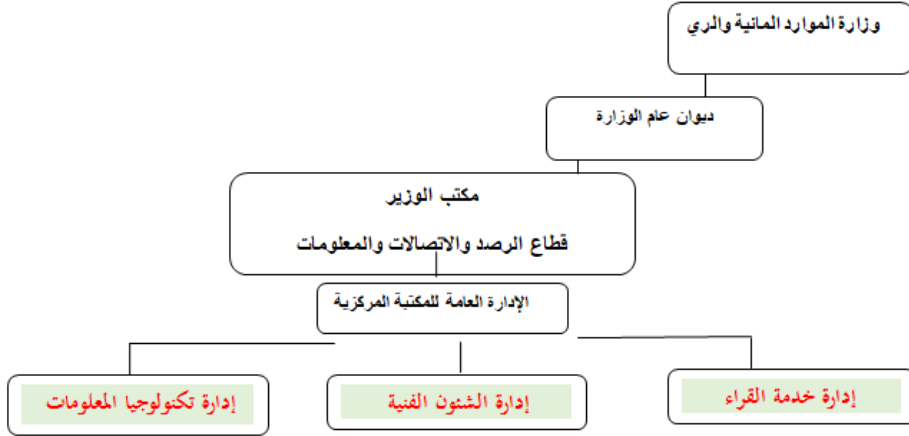 وزارة الموارد المائية والري
ديوان عام الوزارة
مكتب الوزير
قطاع الرصد والاتصالات والمعلومات
الإدارة العامة للمكتبة المركزية
إدارة خدمة القراء
إدارة الشئون الفنية
إدارة تكنولوجيا المعلومات